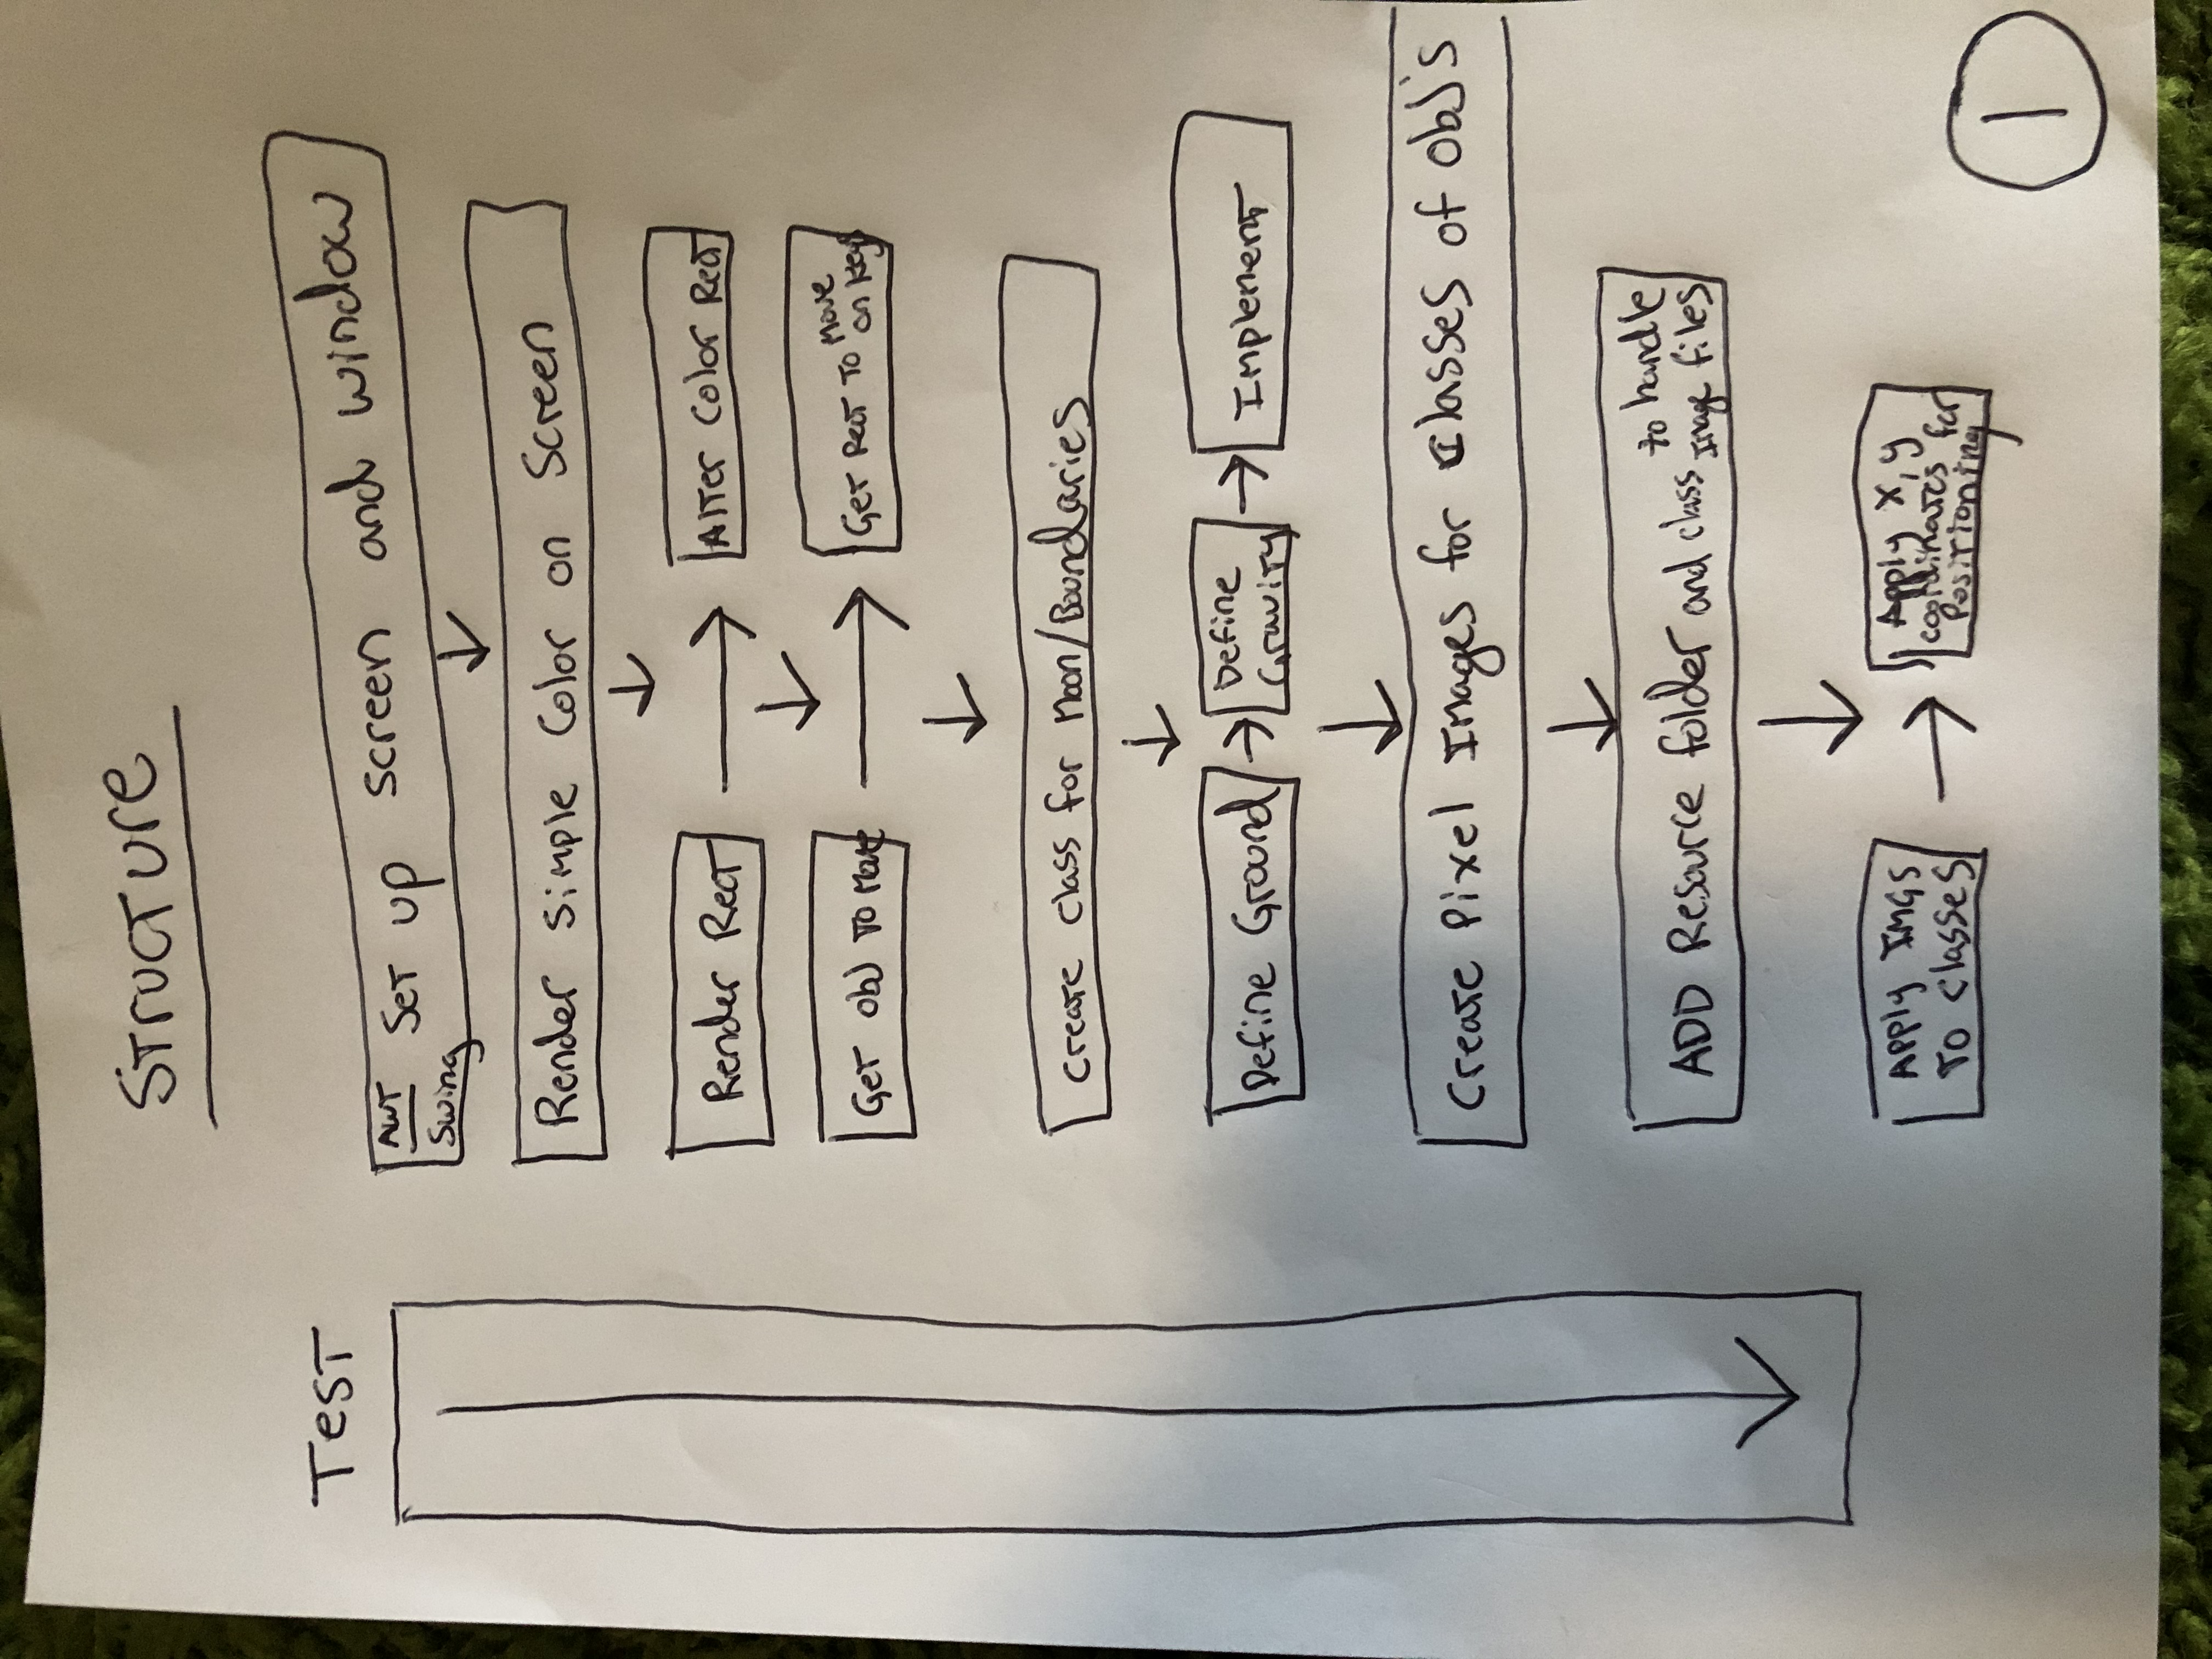 Structure
Test
AWT
Swing
Set up screen and window
Render simple color on screen
Render Rect
Alter Color Rect
Get obj to move
Get Rect to move
on keys
create class for Moon/Boundaries
Define Ground
Define
Gravity
Implement
Create Pixel Images for classes of obj's
ADD Resource folder and class to handle
Image files
Apply IMGS
to classes
Apply x, y
coordinates for
Positioning
1